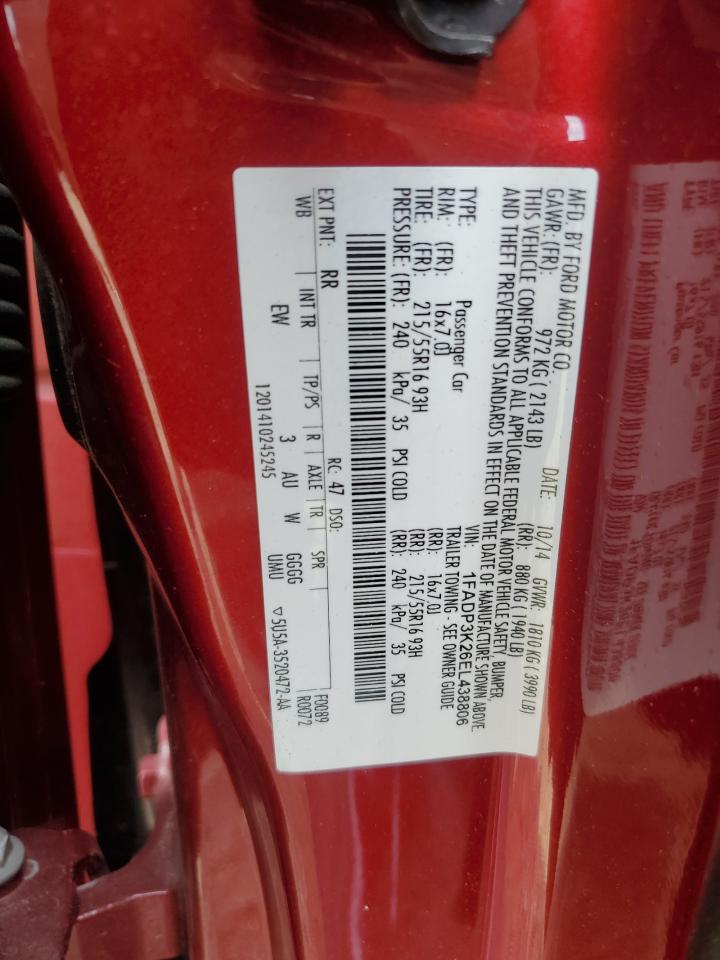 MFD. BY FORD MOTOR CO. DATE: 10/14 GVWR: 1810 KG ( 3990 LB)
GAWR: (FR): 972 KG ( 2143 LB) (RR): 880 KG ( 1940 LB)
THIS VEHICLE CONFORMS TO ALL APPLICABLE FEDERAL MOTOR VEHICLE SAFETY, BUMPER,
AND THEFT PREVENTION STANDARDS IN EFFECT ON THE DATE OF MANUFACTURE SHOWN ABOVE
VIN: 1FADP3K26EL438806
TYPE: Passenger Car TRAILER TOWING - SEE OWNER GUIDE
RIM: (FR): 16x7.0J (RR): 16x7.0J
TIRE: (FR): 215/55R16 93H (RR): 215/55R16 93H
PRESSURE: (FR): 240 kPa/ 35 PSI COLD (RR): 240 kPa/ 35 PSI COLD
EXT PNT: RR RC: 47 DSO: F0089
WB INT TR TP/PS R AXLE TR SPR R0072
EW 3 AU W GGGG
1201410245245 UMU ▽5U5A-3520472-AA